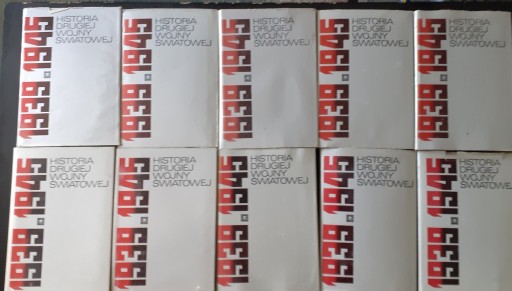 1939 • 1945
HISTORIA
DRUGIEJ
WOJNY
ŚWIATOWEJ
1939 • 1945
HISTORIA
DRUGIEJ
WOJNY
ŚWIATOWEJ
1939 • 1945
HISTORIA
DRUGIEJ
WOJNY
ŚWIATOWEJ
1939 • 1945
HISTORIA
DRUGIEJ
WOJNY
ŚWIATOWEJ
1939 • 1945
HISTORIA
DRUGIEJ
WOJNY
ŚWIATOWEJ
1939 • 1945
HISTORIA
DRUGIEJ
WOJNY
ŚWIATOWEJ
1939 • 1945
HISTORIA
DRUGIEJ
WOJNY
ŚWIATOWEJ
1939 • 1945
HISTORIA
DRUGIEJ
WOJNY
ŚWIATOWEJ
1939 • 1945
HISTORIA
DRUGIEJ
WOJNY
ŚWIATOWEJ
1939 • 1945
HISTORIA
DRUGIEJ
WOJNY
ŚWIATOWEJ